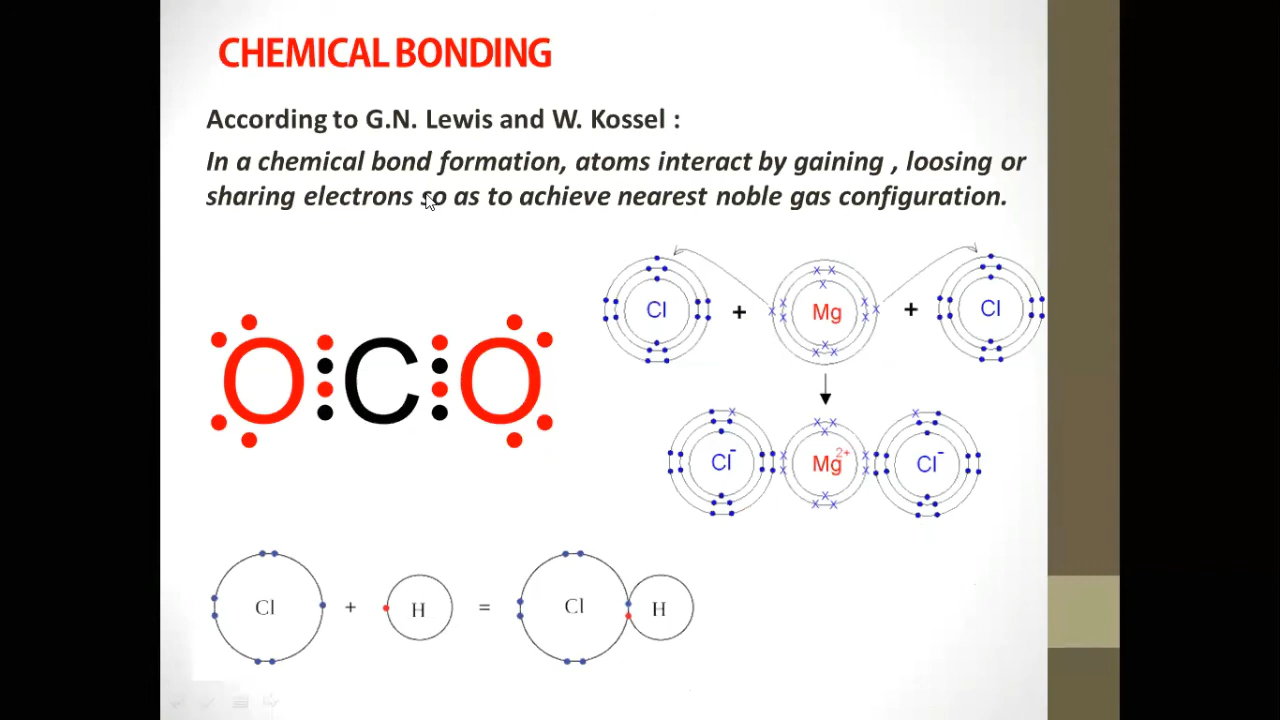 CHEMICAL BONDING
According to G.N. Lewis and W. Kossel :
In a chemical bond formation, atoms interact by gaining , loosing or
sharing electrons so as to achieve nearest noble gas configuration.
Cl + Mg + Cl
O C O
Cl⁻ Mg²⁺ Cl⁻
Cl + H = Cl H